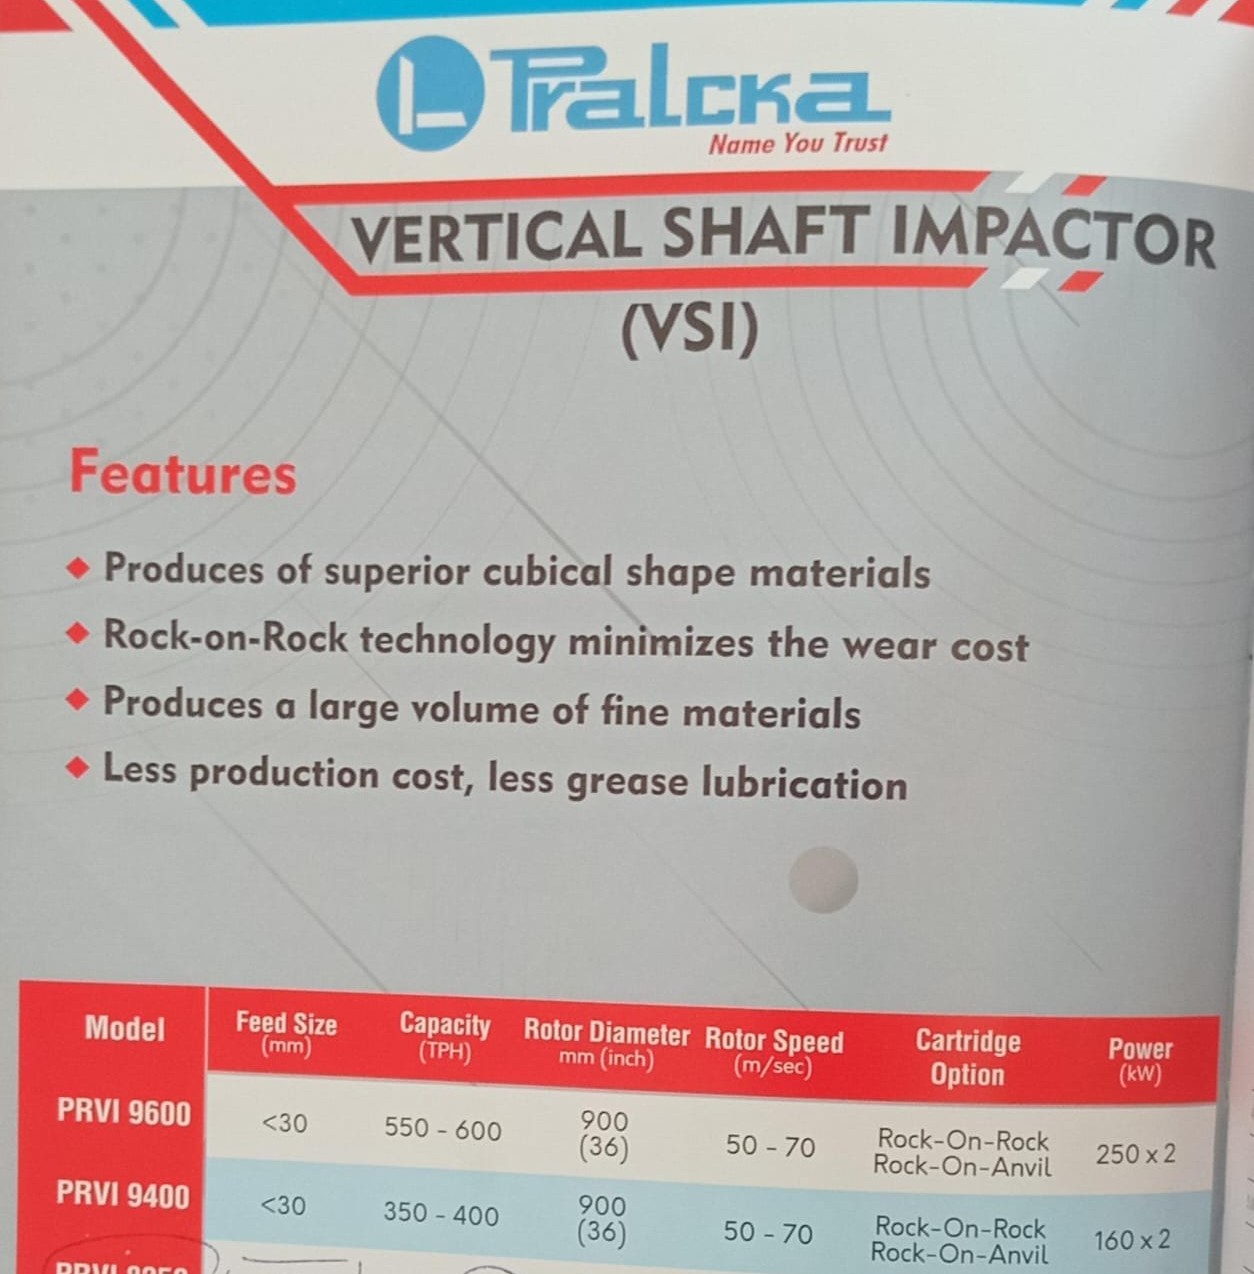 Pralcka
Name You Trust
VERTICAL SHAFT IMPACTOR
(VSI)
Features
Produces of superior cubical shape materials
Rock-on-Rock technology minimizes the wear cost
Produces a large volume of fine materials
Less production cost, less grease lubrication
Model Feed Size (mm) Capacity (TPH) Rotor Diameter mm (inch) Rotor Speed (m/sec) Cartridge Option Power (kW)
PRVI 9600 <30 550 - 600 900 (36) 50 - 70 Rock-On-Rock Rock-On-Anvil 250 x 2
PRVI 9400 <30 350 - 400 900 (36) 50 - 70 Rock-On-Rock Rock-On-Anvil 160 x 2